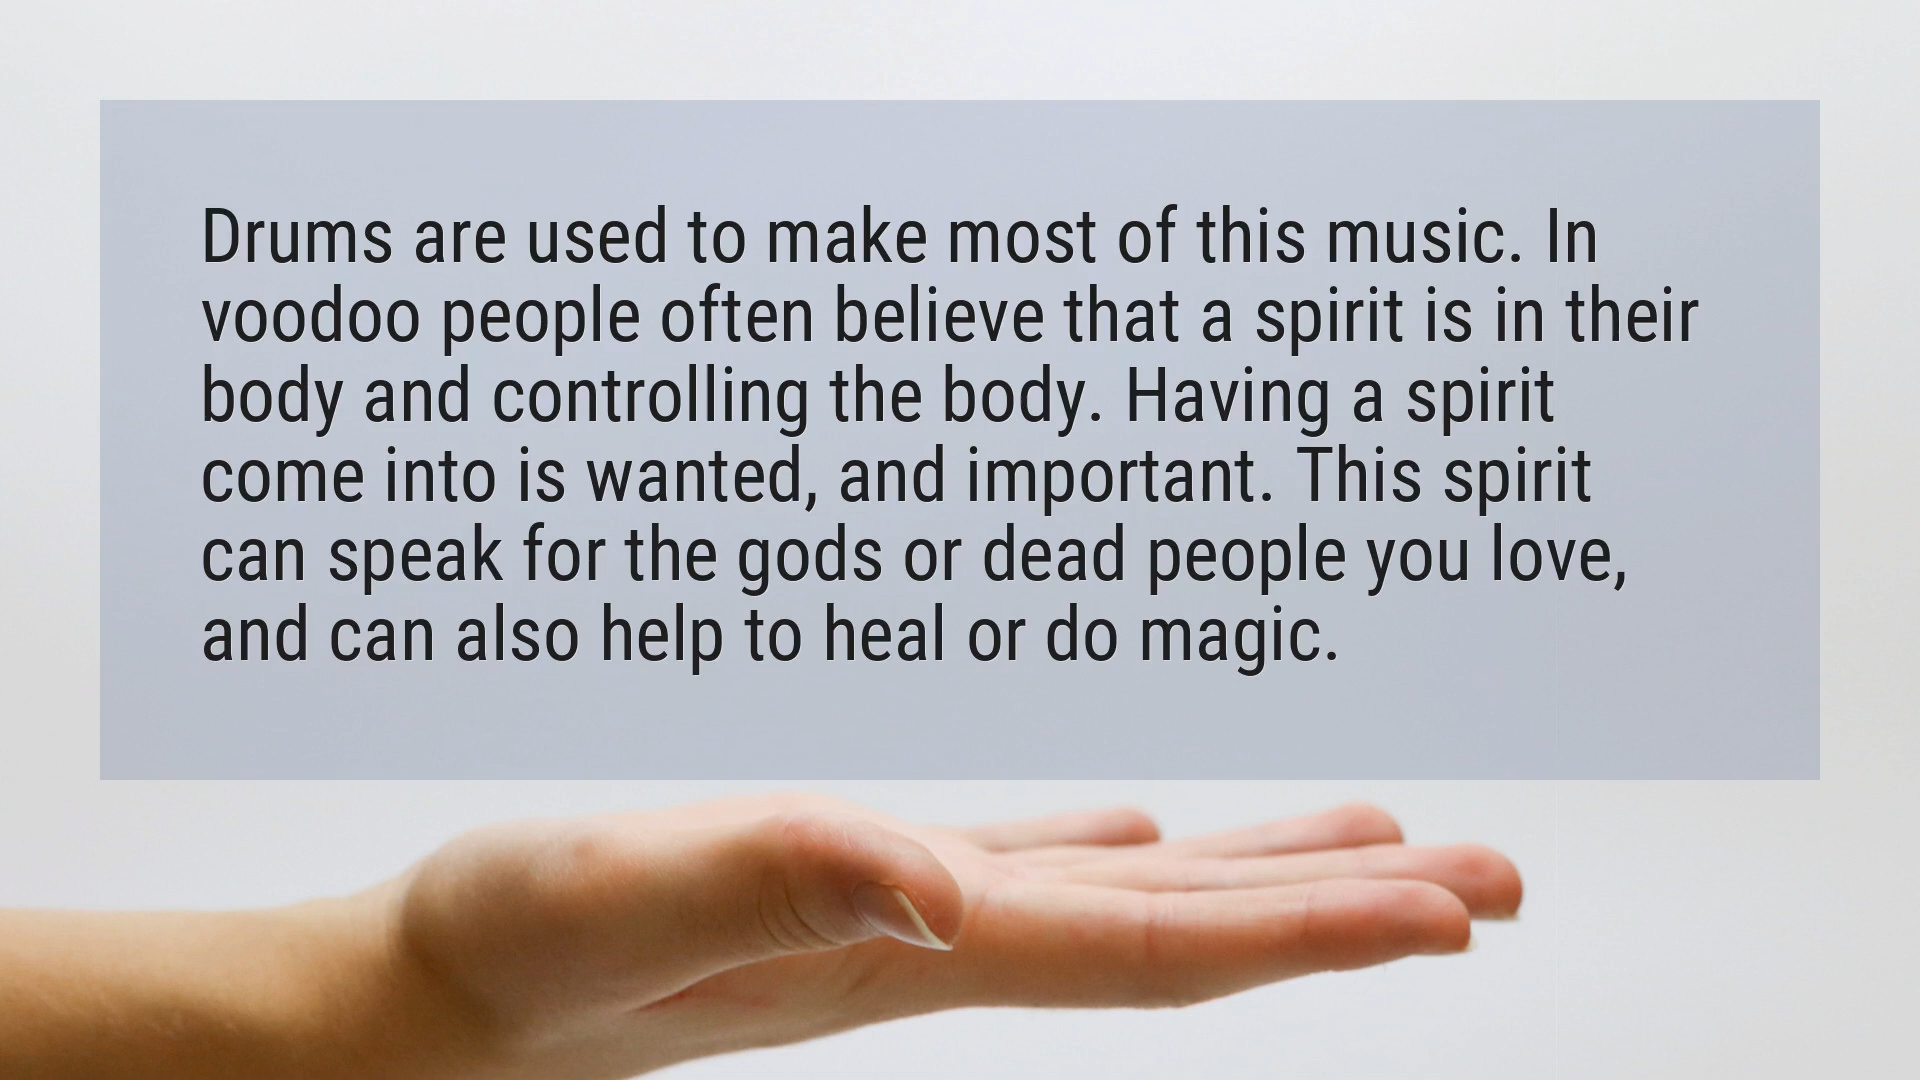 Drums are used to make most of this music. In
voodoo people often believe that a spirit is in their
body and controlling the body. Having a spirit
come into is wanted, and important. This spirit
can speak for the gods or dead people you love,
and can also help to heal or do magic.